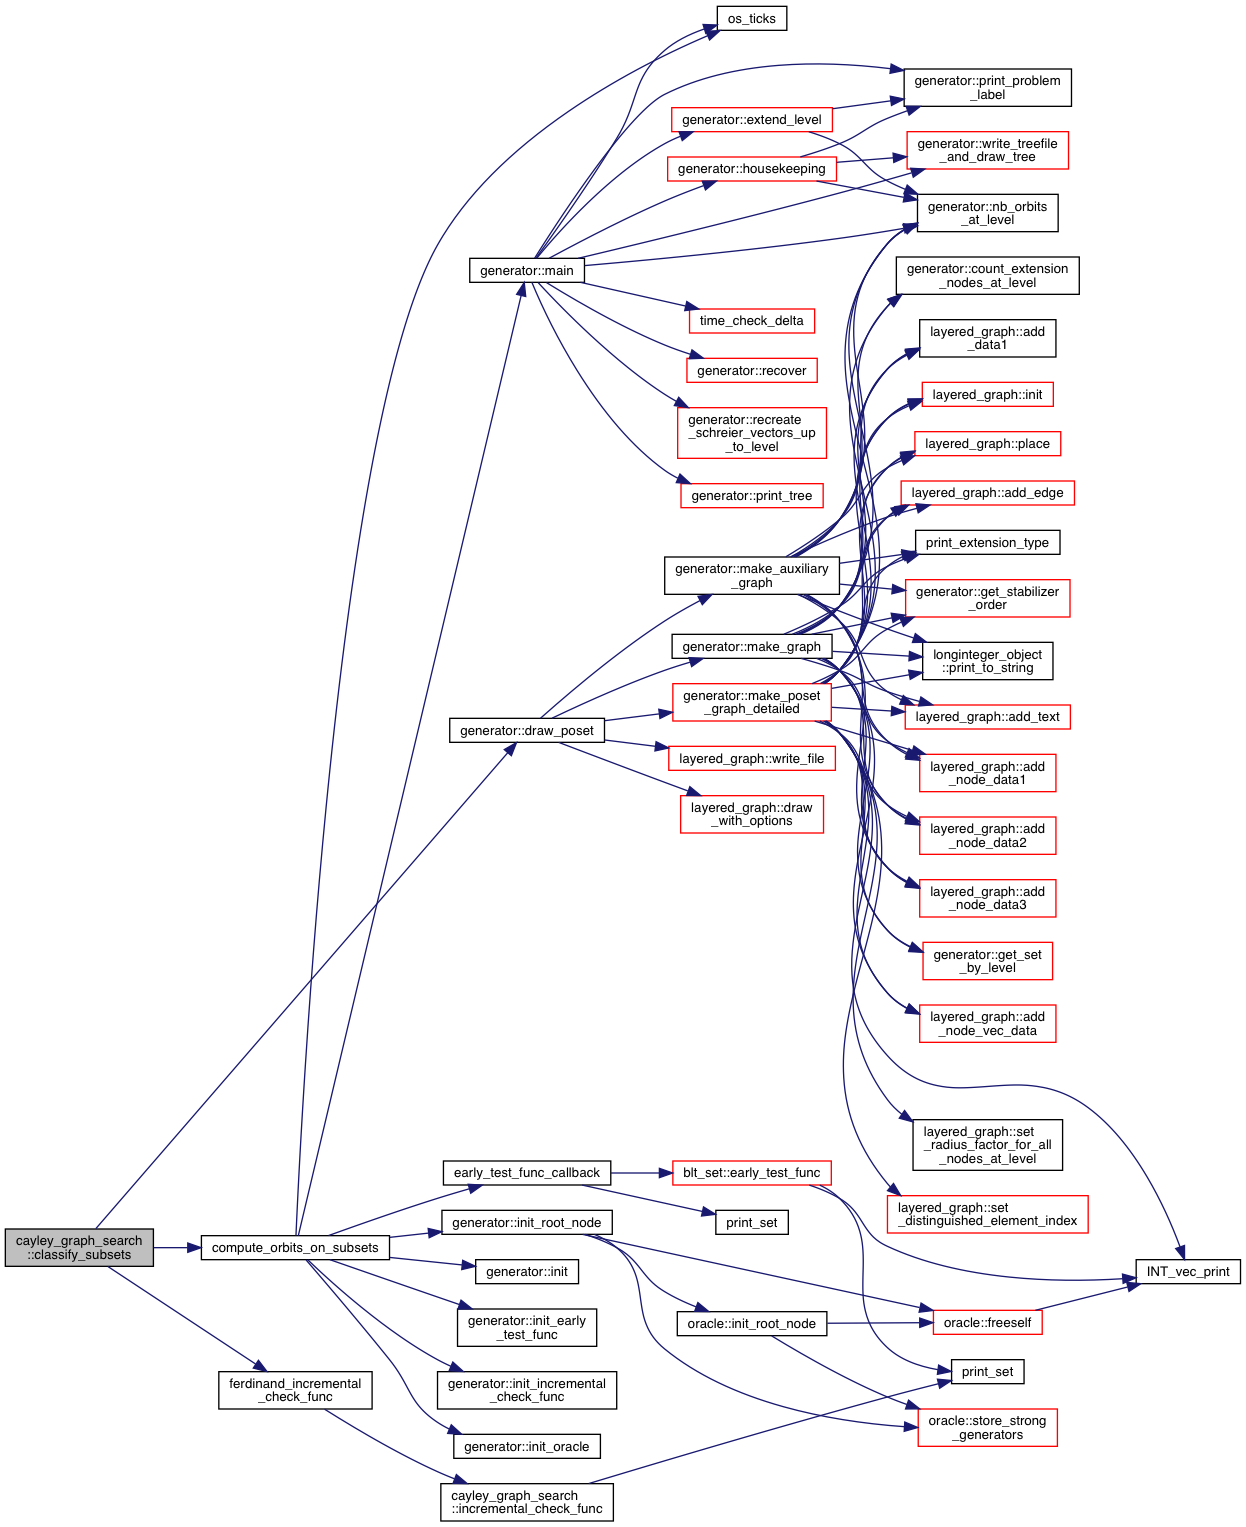 os_ticks
generator::print_problem
_label
generator::extend_level
generator::write_treefile
_and_draw_tree
generator::housekeeping
generator::nb_orbits
_at_level
generator::main
generator::count_extension
_nodes_at_level
time_check_delta
layered_graph::add
_data1
generator::recover
layered_graph::init
generator::recreate
_schreier_vectors_up
_to_level
layered_graph::place
generator::print_tree
layered_graph::add_edge
print_extension_type
generator::make_auxiliary
_graph
generator::get_stabilizer
_order
generator::make_graph
longinteger_object
::print_to_string
generator::make_poset
_graph_detailed
layered_graph::add_text
generator::draw_poset
layered_graph::write_file
layered_graph::add
_node_data1
layered_graph::draw
_with_options
layered_graph::add
_node_data2
layered_graph::add
_node_data3
generator::get_set
_by_level
layered_graph::add
_node_vec_data
layered_graph::set
_radius_factor_for_all
_nodes_at_level
early_test_func_callback
blt_set::early_test_func
layered_graph::set
_distinguished_element_index
generator::init_root_node
print_set
cayley_graph_search
::classify_subsets
compute_orbits_on_subsets
generator::init
INT_vec_print
generator::init_early
_test_func
oracle::init_root_node
oracle::freeself
ferdinand_incremental
_check_func
generator::init_incremental
_check_func
print_set
oracle::store_strong
_generators
generator::init_oracle
cayley_graph_search
::incremental_check_func